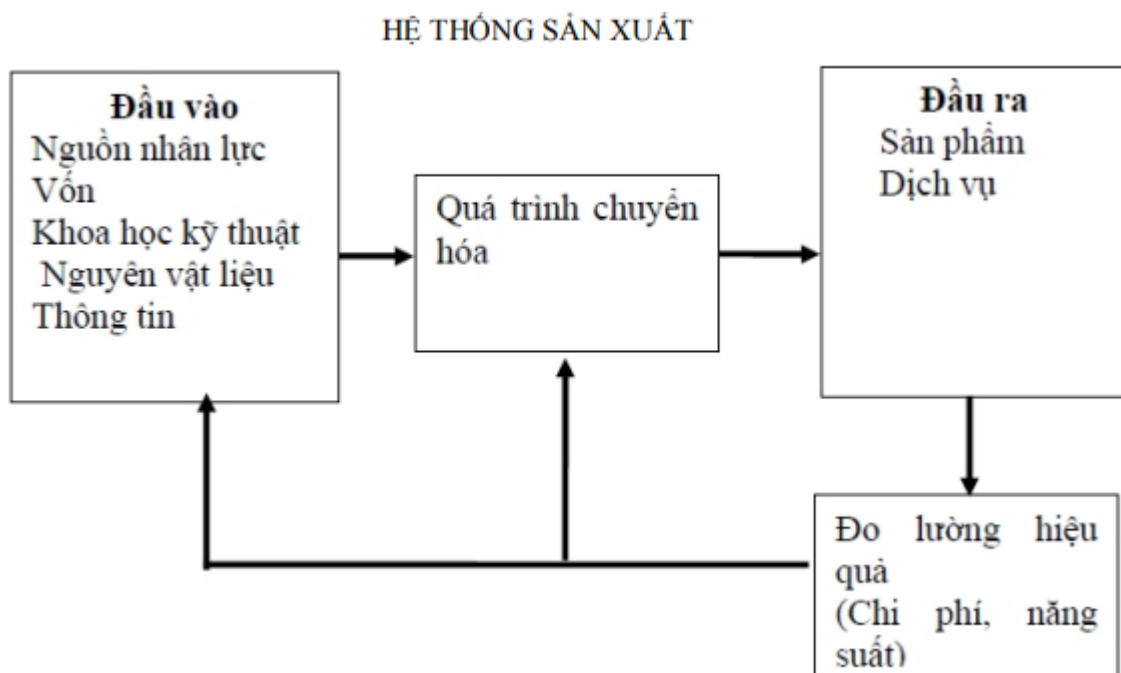 HỆ THỐNG SẢN XUẤT
Đầu vào
Nguồn nhân lực
Vốn
Khoa học kỹ thuật
Nguyên vật liệu
Thông tin
Quá trình chuyển
hóa
Đầu ra
Sản phẩm
Dịch vụ
Đo lường hiệu
quả
(Chi phí, năng
suất)